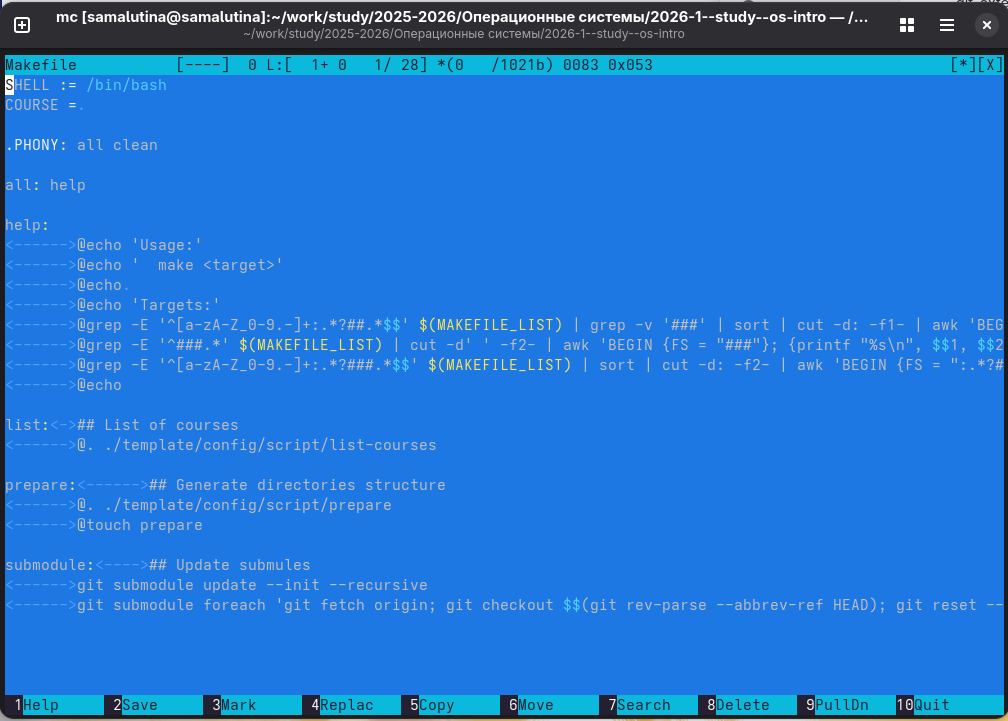 mc [samalutina@samalutina]:~/work/study/2025-2026/Операционные системы/2026-1--study--os-intro — /...
~/work/study/2025-2026/Операционные системы/2026-1--study--os-intro
Makefile [----] 0 L:[ 1+ 0 1/ 28] *(0 /1021b) 0083 0x053 [*][X]
SHELL := /bin/bash
COURSE =.
.PHONY: all clean
all: help
help:
<------>@echo 'Usage:'
<------>@echo '  make <target>'
<------>@echo.
<------>@echo 'Targets:'
<------>@grep -E '^[a-zA-Z_0-9.-]+:.*?##.*$$' $(MAKEFILE_LIST) | grep -v '###' | sort | cut -d: -f1- | awk 'BEG
<------>@grep -E '^###.*' $(MAKEFILE_LIST) | cut -d' ' -f2- | awk 'BEGIN {FS = "###"}; {printf "%s\n", $$1, $$2
<------>@grep -E '^[a-zA-Z_0-9.-]+:.*?###.*$$' $(MAKEFILE_LIST) | sort | cut -d: -f2- | awk 'BEGIN {FS = ":.*?#
<------>@echo
list:<->## List of courses
<------>@. ./template/config/script/list-courses
prepare:<------>## Generate directories structure
<------>@. ./template/config/script/prepare
<------>@touch prepare
submodule:<---->## Update submules
<------>git submodule update --init --recursive
<------>git submodule foreach 'git fetch origin; git checkout $$(git rev-parse --abbrev-ref HEAD); git reset --
1Help 2Save 3Mark 4Replac 5Copy 6Move 7Search 8Delete 9PullDn 10Quit